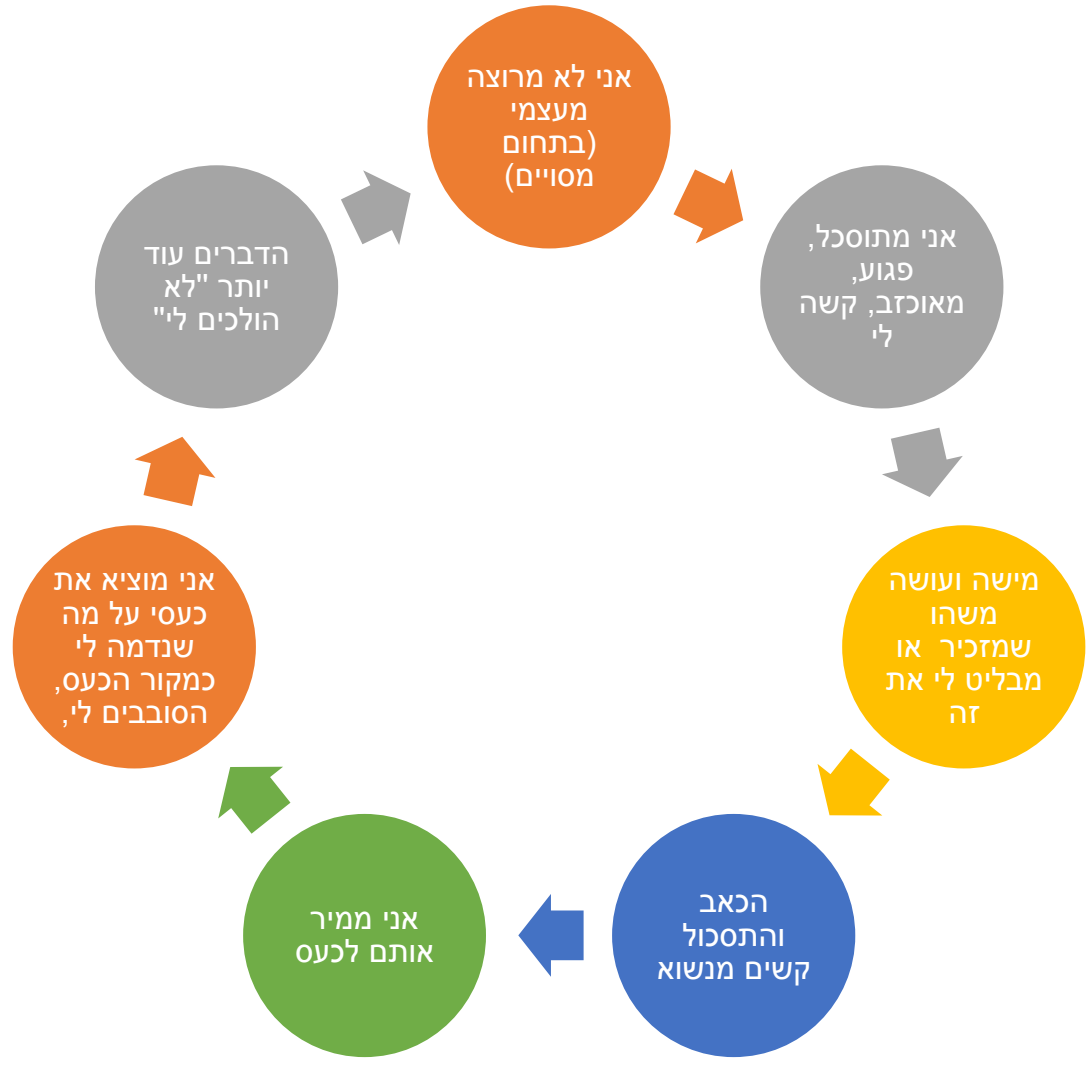 אני לא מרוצה
מעצמי
(בתחום
מסויים)
אני מתוסכל,
פגוע,
מאוכזב, קשה
לי
מישה ועושה
משהו
שמזכיר או
מבליט לי את
זה
הכאב
והתסכול
קשים מנשוא
אני ממיר
אותם לכעס
אני מוציא את
כעסי על מה
שנדמה לי
כמקור הכעס,
הסובבים לי,
הדברים עוד
יותר "לא
הולכים לי"